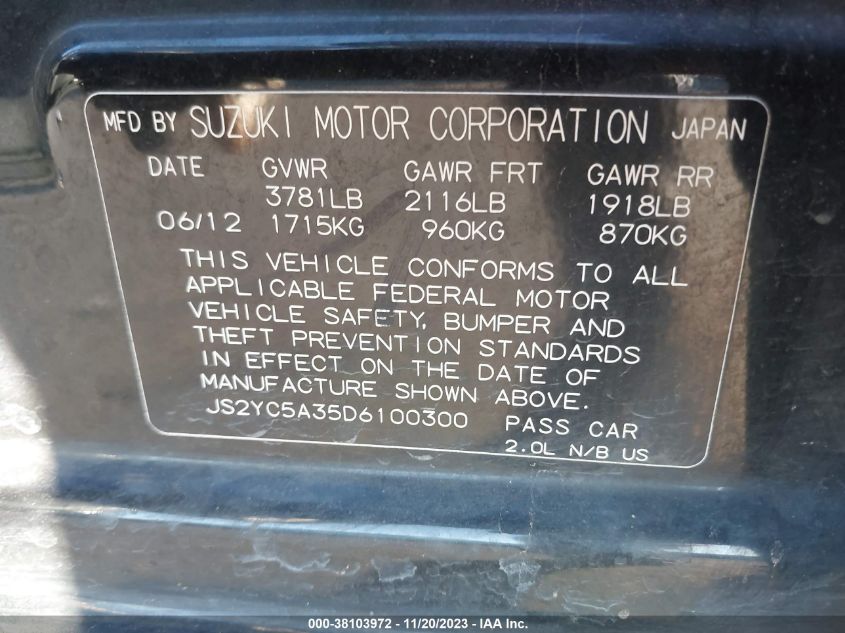 MFD BY SUZUKI MOTOR CORPORATION JAPAN
DATE GVWR GAWR FRT GAWR RR
3781LB 2116LB 1918LB
06/12 1715KG 960KG 870KG
THIS VEHICLE CONFORMS TO ALL
APPLICABLE FEDERAL MOTOR
VEHICLE SAFETY, BUMPER AND
THEFT PREVENTION STANDARDS
IN EFFECT ON THE DATE OF
MANUFACTURE SHOWN ABOVE.
JS2YC5A35D6100300 PASS CAR
2.0L N/B US
000-38103972 - 11/20/2023 - IAA Inc.